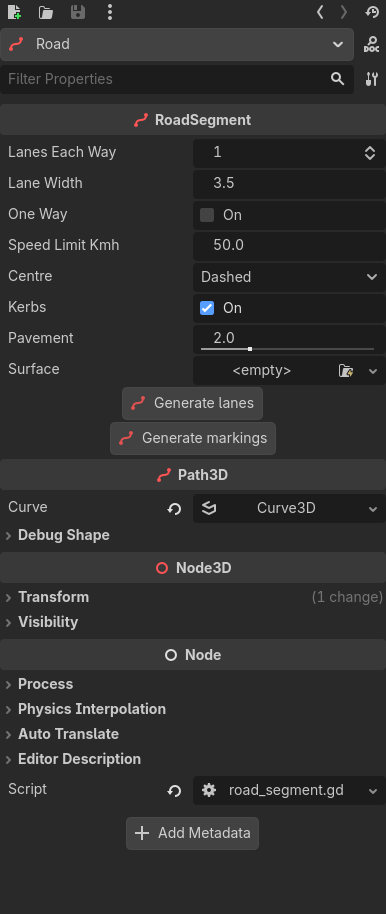 Road
DOC
Filter Properties
RoadSegment
Lanes Each Way 1
Lane Width 3.5
One Way On
Speed Limit Kmh 50.0
Centre Dashed
Kerbs On
Pavement 2.0
Surface <empty>
Generate lanes
Generate markings
Path3D
Curve Curve3D
Debug Shape
Node3D
Transform (1 change)
Visibility
Node
Process
Physics Interpolation
Auto Translate
Editor Description
Script road_segment.gd
Add Metadata